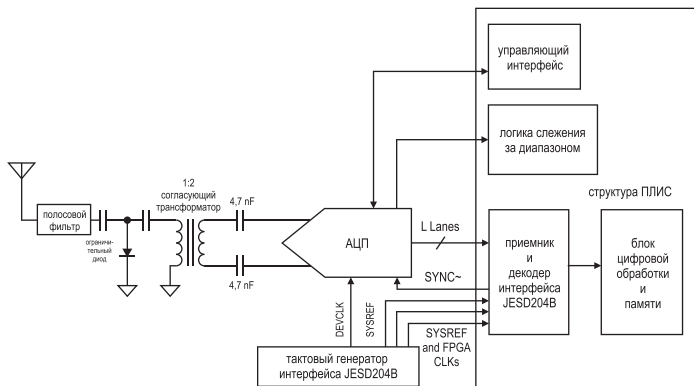 управляющий
интерфейс
логика слежения
за диапазоном
структура ПЛИС
1:2
согласующий
трансформатор
4,7 nF
полосовой
фильтр
ограничи-
тельный
диод
4,7 nF
АЦП
L Lanes
SYNC~
приемник
и
декодер
интерфейса
JESD204B
блок
цифровой
обработки
и
памяти
DEVCLK
SYSREF
SYSREF
and FPGA
CLKs
тактовый генератор
интерфейса JESD204B